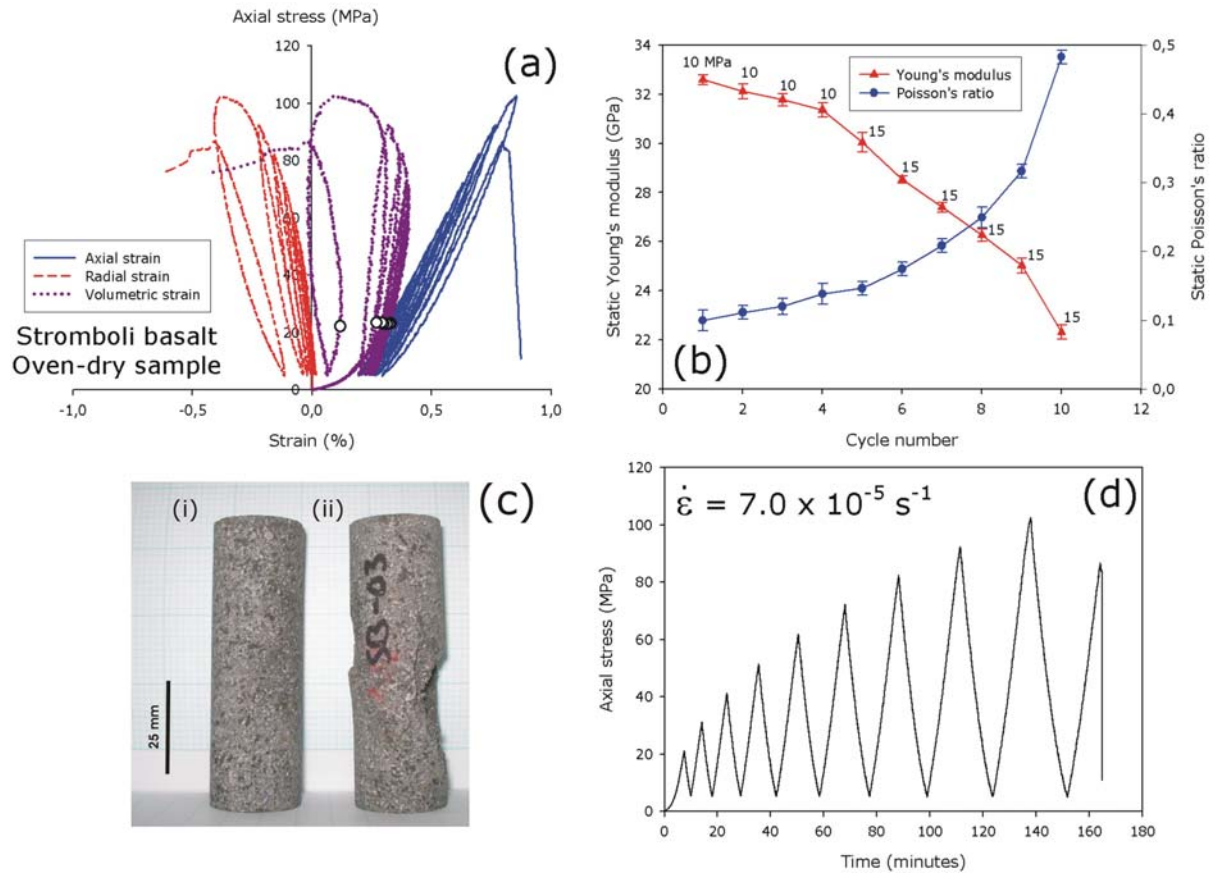 Axial stress (MPa)
120
100
80
60
40
20
0
(a)
Axial strain
Radial strain
Volumetric strain
Stromboli basalt
Oven-dry sample
-1,0
-0,5
0,0
0,5
1,0
Strain (%)
34
32
30
28
26
24
22
20
Static Young's modulus (GPa)
10 MPa
10
10
10
15
15
15
15
15
15
Young's modulus
Poisson's ratio
(b)
0,5
0,4
0,3
0,2
0,1
0,0
Static Poisson's ratio
0
2
4
6
8
10
12
Cycle number
(i)
(ii)
(c)
SB-03
25 mm
120
100
80
60
40
20
0
Axial stress (MPa)
ε̇ = 7.0 x 10⁻⁵ s⁻¹
(d)
0
20
40
60
80
100
120
140
160
180
Time (minutes)